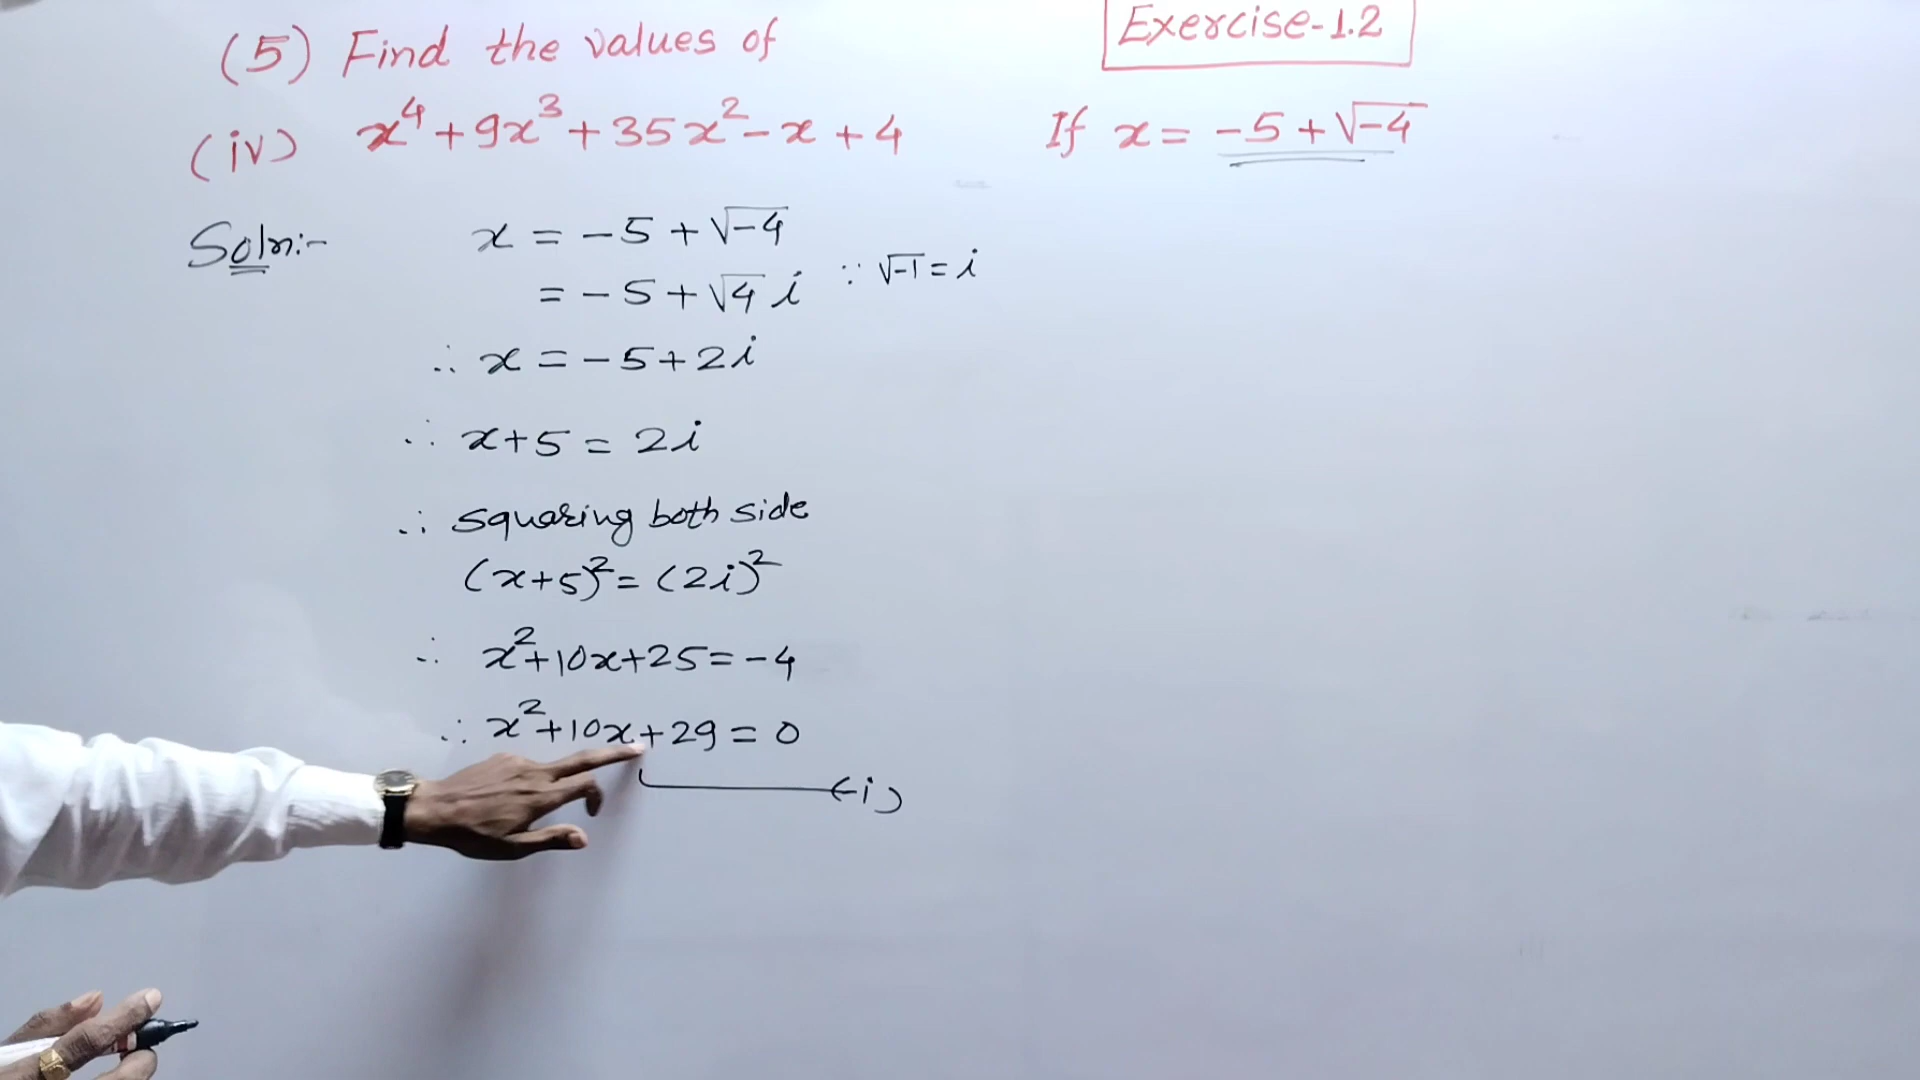 (5) Find the values of
Exercise-1.2
(iv) x⁴+9x³+35x²-x+4 If x = -5+√-4
Soln:- x = -5+√-4
= -5+√4 i ∵ √-1 = i
∴ x = -5+2i
∴ x+5 = 2i
∴ squaring both side
(x+5)² = (2i)²
∴ x²+10x+25 = -4
∴ x²+10x+29 = 0
(i)